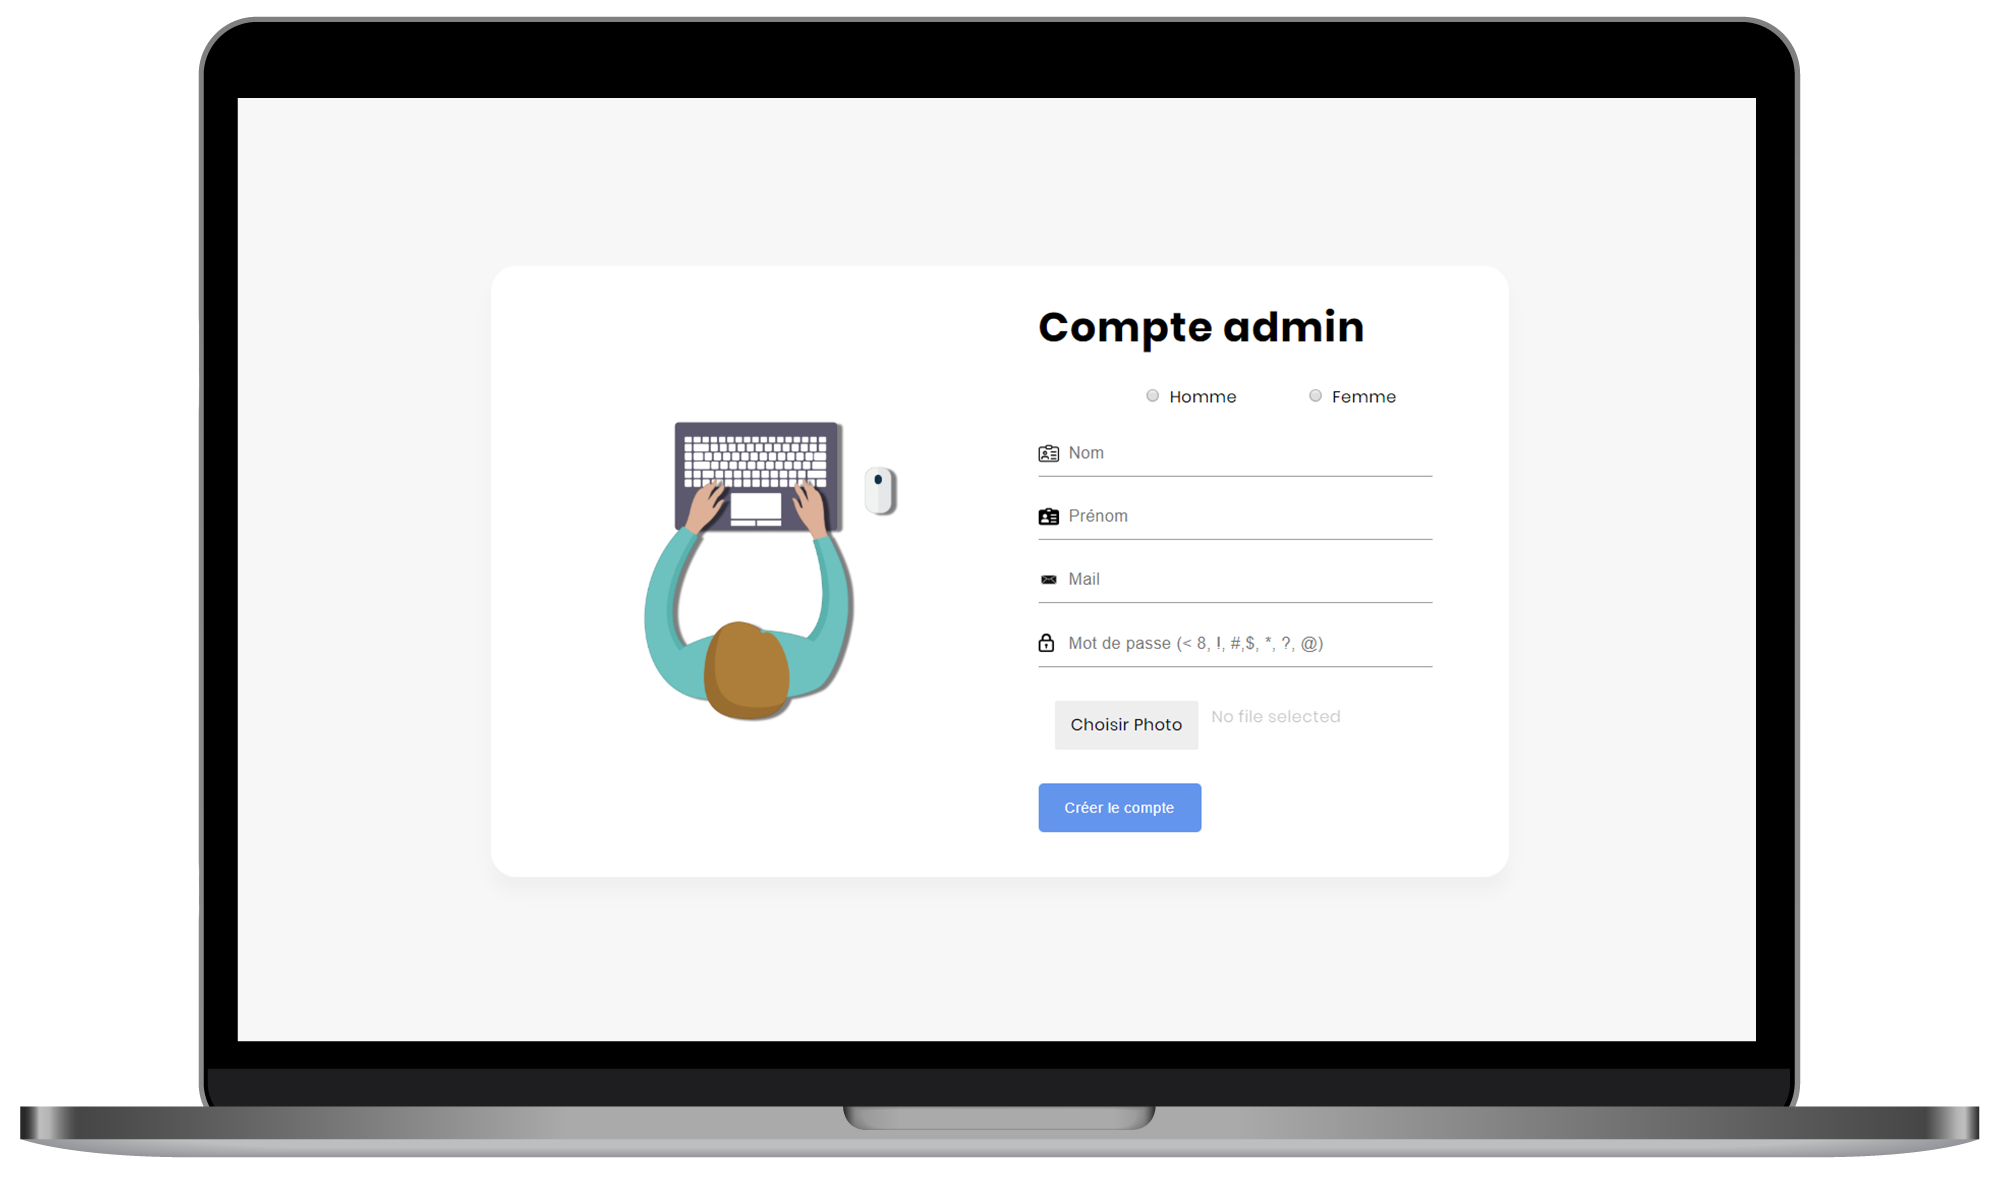 Compte admin
Homme Femme
Nom
Prénom
Mail
Mot de passe (< 8, !, #,$, *, ?, @)
Choisir Photo No file selected
Créer le compte